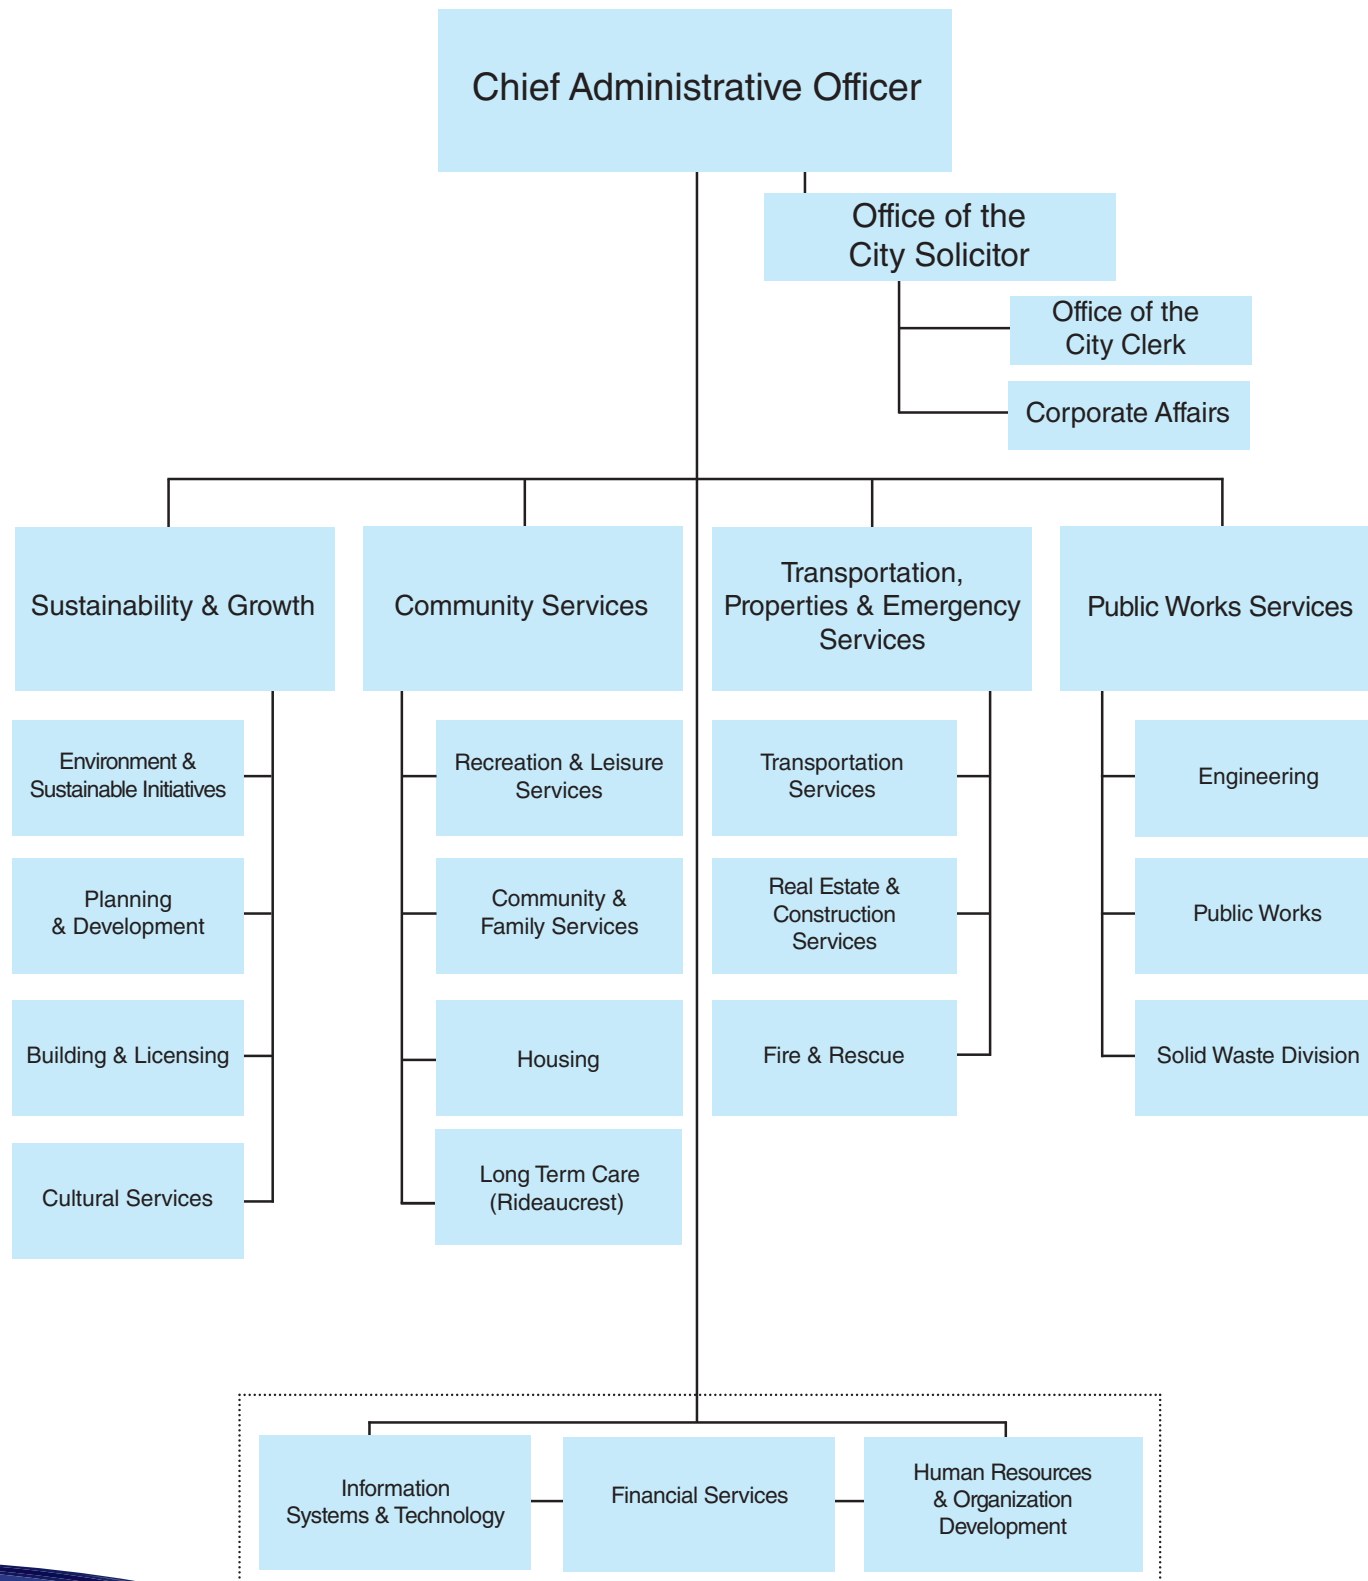 Chief Administrative Officer
Office of the
City Solicitor
Office of the
City Clerk
Corporate Affairs
Sustainability & Growth
Community Services
Transportation,
Properties & Emergency
Services
Public Works Services
Environment &
Sustainable Initiatives
Recreation & Leisure
Services
Transportation
Services
Engineering
Planning
& Development
Community &
Family Services
Real Estate &
Construction
Services
Public Works
Building & Licensing
Housing
Fire & Rescue
Solid Waste Division
Cultural Services
Long Term Care
(Rideaucrest)
Information
Systems & Technology
Financial Services
Human Resources
& Organization
Development